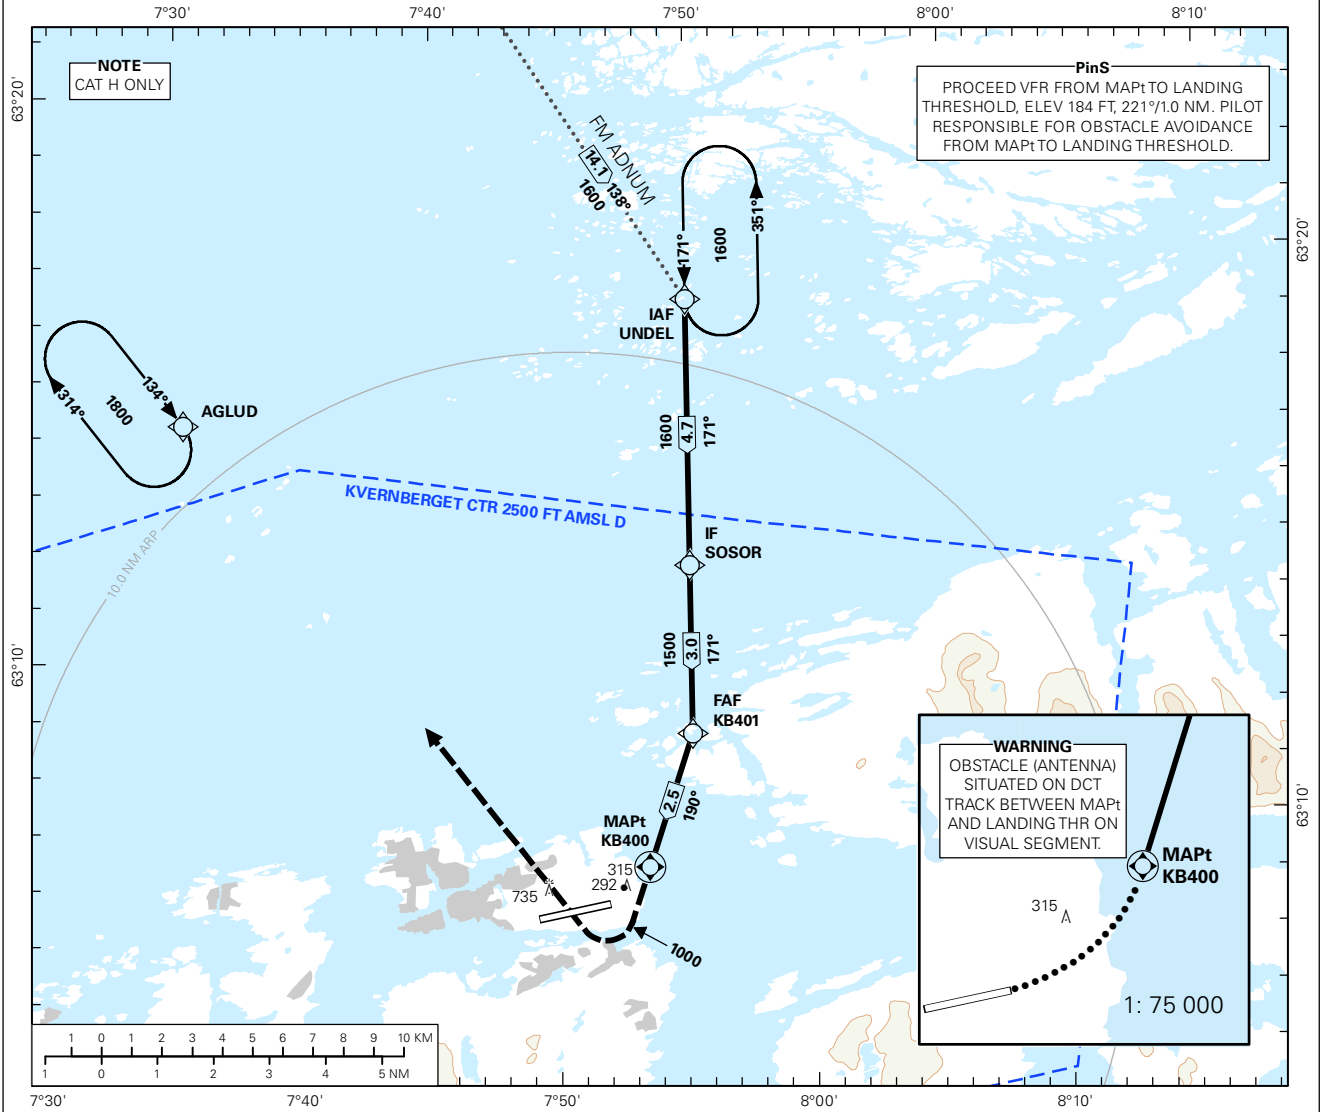 7°30'
7°40'
7°50'
8°00'
8°10'
NOTE
CAT H ONLY
PinS
PROCEED VFR FROM MAPt TO LANDING
THRESHOLD, ELEV 184 FT, 221°/1.0 NM. PILOT
RESPONSIBLE FOR OBSTACLE AVOIDANCE
FROM MAPt TO LANDING THRESHOLD.
63°20'
63°20'
FM ADNUM
14.1
138°
1600
171°
1600
351°
IAF
UNDEL
134°
1800
314°
AGLUD
1600
4.7
171°
KVERNBERGET CTR 2500 FT AMSL D
10.0 NM ARP
IF
SOSOR
1500
3.0
171°
63°10'
63°10'
FAF
KB401
2.5
190°
MAPt
KB400
315
292
735
1000
WARNING
OBSTACLE (ANTENNA)
SITUATED ON DCT
TRACK BETWEEN MAPt
AND LANDING THR ON
VISUAL SEGMENT.
MAPt
KB400
315
1: 75 000
1 0 1 2 3 4 5 6 7 8 9 10 KM
1 0 1 2 3 4 5 NM
7°30'
7°40'
7°50'
8°00'
8°10'